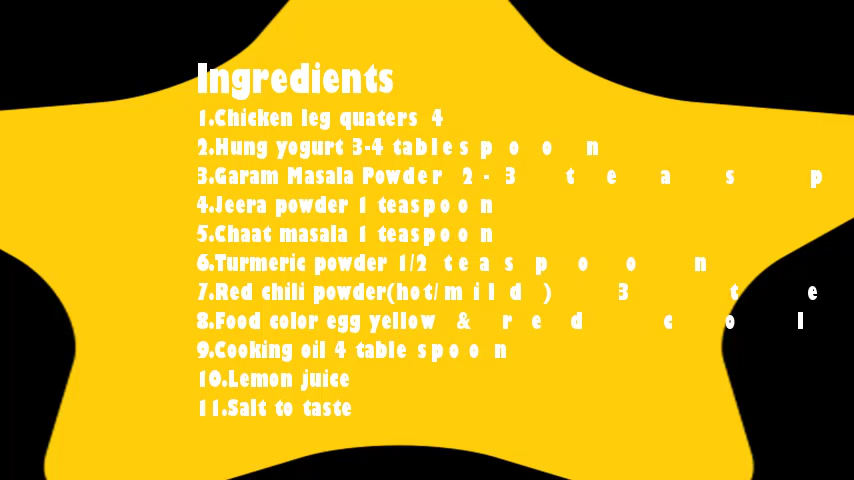 Ingredients
1.Chicken leg quaters 4
2.Hung yogurt 3-4 tablespoon
3.Garam Masala Powder 2-3 teasp
4.Jeera powder 1 teaspoon
5.Chaat masala 1 teaspoon
6.Turmeric powder 1/2 teaspoon
7.Red chili powder(hot/mild) 3 te
8.Food color egg yellow & red col
9.Cooking oil 4 table spoon
10.Lemon juice
11.Salt to taste